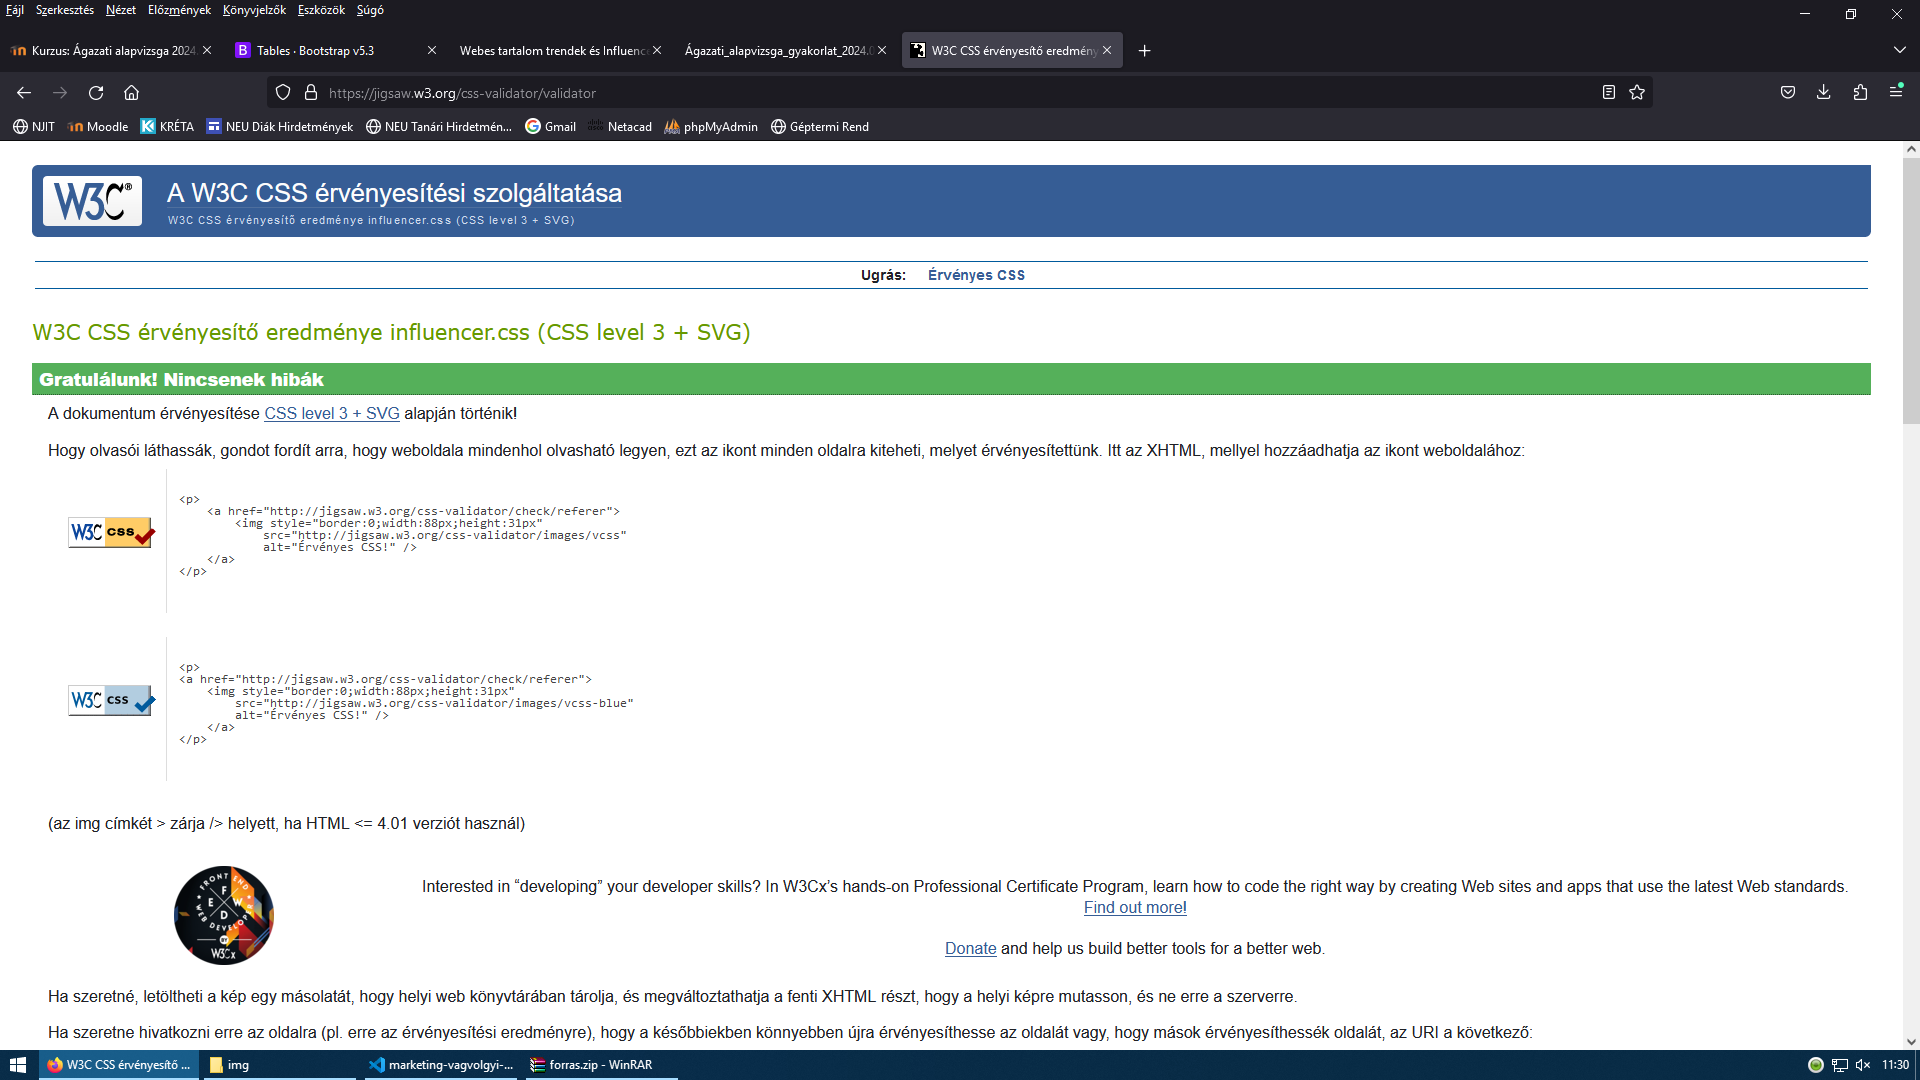 Fájl Szerkesztés Nézet Előzmények Könyvjelzők Eszközök Súgó
Kurzus: Ágazati alapvizsga 2024.
Tables · Bootstrap v5.3
Webes tartalom trendek és Influenc
Ágazati_alapvizsga_gyakorlat_2024.0
W3C CSS érvényesítő eredmény
https://jigsaw.w3.org/css-validator/validator
NJIT Moodle KRÉTA NEU Diák Hirdetmények NEU Tanári Hirdetmén... Gmail Netacad phpMyAdmin Géptermi Rend
W3C®
A W3C CSS érvényesítési szolgáltatása
W3C CSS érvényesítő eredménye influencer.css (CSS level 3 + SVG)
Ugrás: Érvényes CSS
W3C CSS érvényesítő eredménye influencer.css (CSS level 3 + SVG)
Gratulálunk! Nincsenek hibák
A dokumentum érvényesítése CSS level 3 + SVG alapján történik!
Hogy olvasói láthassák, gondot fordít arra, hogy weboldala mindenhol olvasható legyen, ezt az ikont minden oldalra kiteheti, melyet érvényesítettünk. Itt az XHTML, mellyel hozzáadhatja az ikont weboldalához:
W3C CSS
<p>
<a href="http://jigsaw.w3.org/css-validator/check/referer">
<img style="border:0;width:88px;height:31px"
src="http://jigsaw.w3.org/css-validator/images/vcss"
alt="Érvényes CSS!" />
</a>
</p>
W3C CSS
<p>
<a href="http://jigsaw.w3.org/css-validator/check/referer">
<img style="border:0;width:88px;height:31px"
src="http://jigsaw.w3.org/css-validator/images/vcss-blue"
alt="Érvényes CSS!" />
</a>
</p>
(az img címkét > zárja /> helyett, ha HTML <= 4.01 verziót használ)
FRONT END
F E W D
WEB DEVELOP
W3Cx
Interested in “developing” your developer skills? In W3Cx’s hands-on Professional Certificate Program, learn how to code the right way by creating Web sites and apps that use the latest Web standards.
Find out more!
Donate and help us build better tools for a better web.
Ha szeretné, letöltheti a kép egy másolatát, hogy helyi web könyvtárában tárolja, és megváltoztathatja a fenti XHTML részt, hogy a helyi képre mutasson, és ne erre a szerverre.
Ha szeretne hivatkozni erre az oldalra (pl. erre az érvényesítési eredményre), hogy a későbbiekben könnyebben újra érvényesíthesse az oldalát vagy, hogy mások érvényesíthessék oldalát, az URI a következő:
W3C CSS érvényesítő ... img marketing-vagvolgyi-... forras.zip - WinRAR 11:30